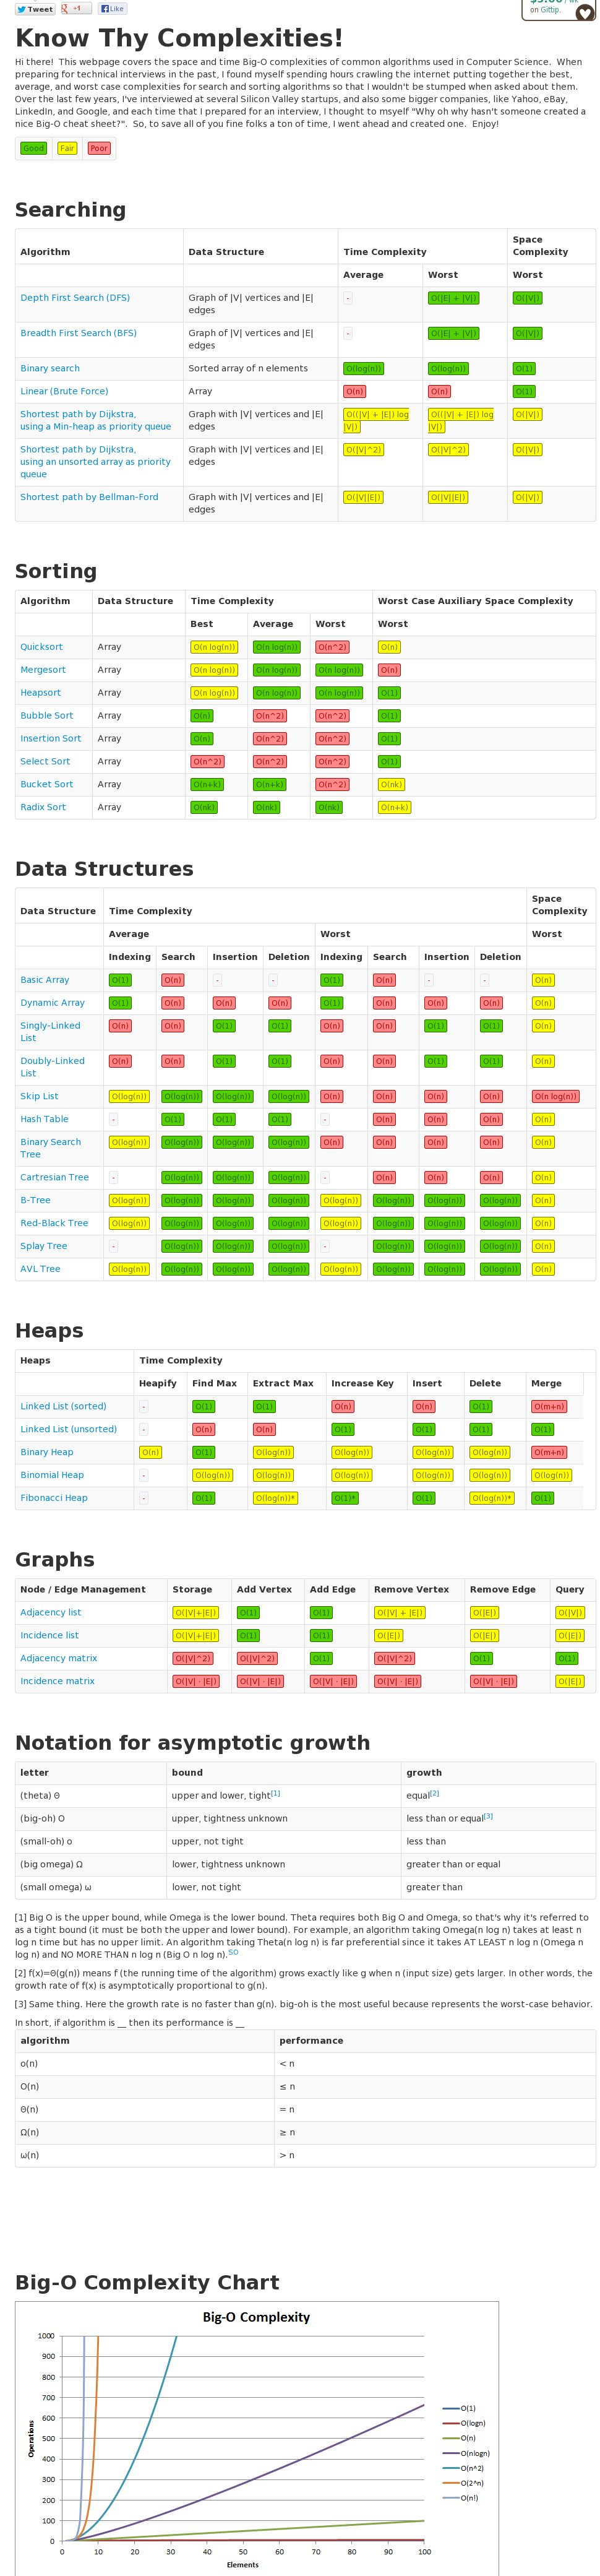 Tweet +1 Like
$3.00 / wk
on Gittip.
Know Thy Complexities!
Hi there! This webpage covers the space and time Big-O complexities of common algorithms used in Computer Science. When
preparing for technical interviews in the past, I found myself spending hours crawling the internet putting together the best,
average, and worst case complexities for search and sorting algorithms so that I wouldn't be stumped when asked about them.
Over the last few years, I've interviewed at several Silicon Valley startups, and also some bigger companies, like Yahoo, eBay,
LinkedIn, and Google, and each time that I prepared for an interview, I thought to msyelf "Why oh why hasn't someone created a
nice Big-O cheat sheet?". So, to save all of you fine folks a ton of time, I went ahead and created one. Enjoy!
Good Fair Poor
Searching
Algorithm Data Structure Time Complexity Space Complexity
Average Worst Worst
Depth First Search (DFS) Graph of |V| vertices and |E| edges - O(|E| + |V|) O(|V|)
Breadth First Search (BFS) Graph of |V| vertices and |E| edges - O(|E| + |V|) O(|V|)
Binary search Sorted array of n elements O(log(n)) O(log(n)) O(1)
Linear (Brute Force) Array O(n) O(n) O(1)
Shortest path by Dijkstra, using a Min-heap as priority queue Graph with |V| vertices and |E| edges O((|V| + |E|) log |V|) O((|V| + |E|) log |V|) O(|V|)
Shortest path by Dijkstra, using an unsorted array as priority queue Graph with |V| vertices and |E| edges O(|V|^2) O(|V|^2) O(|V|)
Shortest path by Bellman-Ford Graph with |V| vertices and |E| edges O(|V||E|) O(|V||E|) O(|V|)
Sorting
Algorithm Data Structure Time Complexity Worst Case Auxiliary Space Complexity
Best Average Worst Worst
Quicksort Array O(n log(n)) O(n log(n)) O(n^2) O(n)
Mergesort Array O(n log(n)) O(n log(n)) O(n log(n)) O(n)
Heapsort Array O(n log(n)) O(n log(n)) O(n log(n)) O(1)
Bubble Sort Array O(n) O(n^2) O(n^2) O(1)
Insertion Sort Array O(n) O(n^2) O(n^2) O(1)
Select Sort Array O(n^2) O(n^2) O(n^2) O(1)
Bucket Sort Array O(n+k) O(n+k) O(n^2) O(nk)
Radix Sort Array O(nk) O(nk) O(nk) O(n+k)
Data Structures
Data Structure Time Complexity Space Complexity
Average Worst Worst
Indexing Search Insertion Deletion Indexing Search Insertion Deletion
Basic Array O(1) O(n) - - O(1) O(n) - - O(n)
Dynamic Array O(1) O(n) O(n) O(n) O(1) O(n) O(n) O(n) O(n)
Singly-Linked List O(n) O(n) O(1) O(1) O(n) O(n) O(1) O(1) O(n)
Doubly-Linked List O(n) O(n) O(1) O(1) O(n) O(n) O(1) O(1) O(n)
Skip List O(log(n)) O(log(n)) O(log(n)) O(log(n)) O(n) O(n) O(n) O(n) O(n log(n))
Hash Table - O(1) O(1) O(1) - O(n) O(n) O(n) O(n)
Binary Search Tree O(log(n)) O(log(n)) O(log(n)) O(log(n)) O(n) O(n) O(n) O(n) O(n)
Cartresian Tree - O(log(n)) O(log(n)) O(log(n)) - O(n) O(n) O(n) O(n)
B-Tree O(log(n)) O(log(n)) O(log(n)) O(log(n)) O(log(n)) O(log(n)) O(log(n)) O(log(n)) O(n)
Red-Black Tree O(log(n)) O(log(n)) O(log(n)) O(log(n)) O(log(n)) O(log(n)) O(log(n)) O(log(n)) O(n)
Splay Tree - O(log(n)) O(log(n)) O(log(n)) - O(log(n)) O(log(n)) O(log(n)) O(n)
AVL Tree O(log(n)) O(log(n)) O(log(n)) O(log(n)) O(log(n)) O(log(n)) O(log(n)) O(log(n)) O(n)
Heaps
Heaps Time Complexity
Heapify Find Max Extract Max Increase Key Insert Delete Merge
Linked List (sorted) - O(1) O(1) O(n) O(n) O(1) O(m+n)
Linked List (unsorted) - O(n) O(n) O(1) O(1) O(1) O(1)
Binary Heap O(n) O(1) O(log(n)) O(log(n)) O(log(n)) O(log(n)) O(m+n)
Binomial Heap - O(log(n)) O(log(n)) O(log(n)) O(log(n)) O(log(n)) O(log(n))
Fibonacci Heap - O(1) O(log(n))* O(1)* O(1) O(log(n))* O(1)
Graphs
Node / Edge Management Storage Add Vertex Add Edge Remove Vertex Remove Edge Query
Adjacency list O(|V|+|E|) O(1) O(1) O(|V| + |E|) O(|E|) O(|V|)
Incidence list O(|V|+|E|) O(1) O(1) O(|E|) O(|E|) O(|E|)
Adjacency matrix O(|V|^2) O(|V|^2) O(1) O(|V|^2) O(1) O(1)
Incidence matrix O(|V| ⋅ |E|) O(|V| ⋅ |E|) O(|V| ⋅ |E|) O(|V| ⋅ |E|) O(|V| ⋅ |E|) O(|E|)
Notation for asymptotic growth
letter bound growth
(theta) Θ upper and lower, tight[1] equal[2]
(big-oh) O upper, tightness unknown less than or equal[3]
(small-oh) o upper, not tight less than
(big omega) Ω lower, tightness unknown greater than or equal
(small omega) ω lower, not tight greater than
[1] Big O is the upper bound, while Omega is the lower bound. Theta requires both Big O and Omega, so that's why it's referred to
as a tight bound (it must be both the upper and lower bound). For example, an algorithm taking Omega(n log n) takes at least n
log n time but has no upper limit. An algorithm taking Theta(n log n) is far preferential since it takes AT LEAST n log n (Omega n
log n) and NO MORE THAN n log n (Big O n log n).SO
[2] f(x)=Θ(g(n)) means f (the running time of the algorithm) grows exactly like g when n (input size) gets larger. In other words, the
growth rate of f(x) is asymptotically proportional to g(n).
[3] Same thing. Here the growth rate is no faster than g(n). big-oh is the most useful because represents the worst-case behavior.
In short, if algorithm is __ then its performance is __
algorithm performance
o(n) < n
O(n) ≤ n
Θ(n) = n
Ω(n) ≥ n
ω(n) > n
Big-O Complexity Chart
Big-O Complexity
Operations
1000
900
800
700
600
500
400
300
200
100
0
0 10 20 30 40 50 60 70 80 90 100
Elements
O(1)
O(logn)
O(n)
O(nlogn)
O(n^2)
O(2^n)
O(n!)